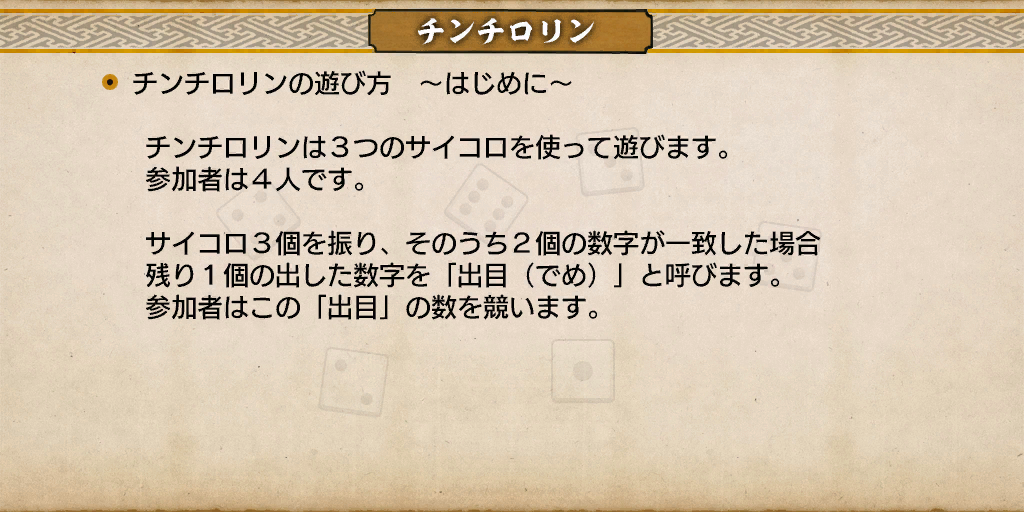 チンチロリン
チンチロリンの遊び方　～はじめに～
チンチロリンは３つのサイコロを使って遊びます。
参加者は４人です。
サイコロ３個を振り、そのうち２個の数字が一致した場合
残り１個の出した数字を「出目（でめ）」と呼びます。
参加者はこの「出目」の数を競います。